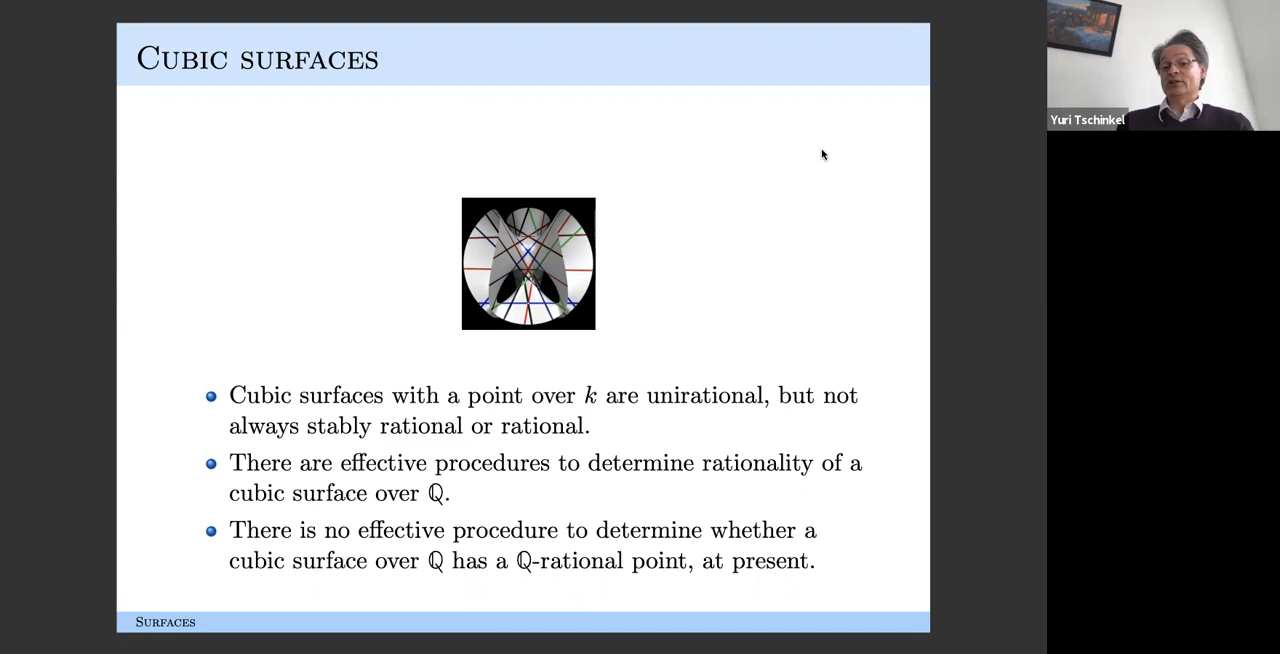 Cubic surfaces
Yuri Tschinkel
Cubic surfaces with a point over k are unirational, but not
always stably rational or rational.
There are effective procedures to determine rationality of a
cubic surface over ℚ.
There is no effective procedure to determine whether a
cubic surface over ℚ has a ℚ-rational point, at present.
Surfaces